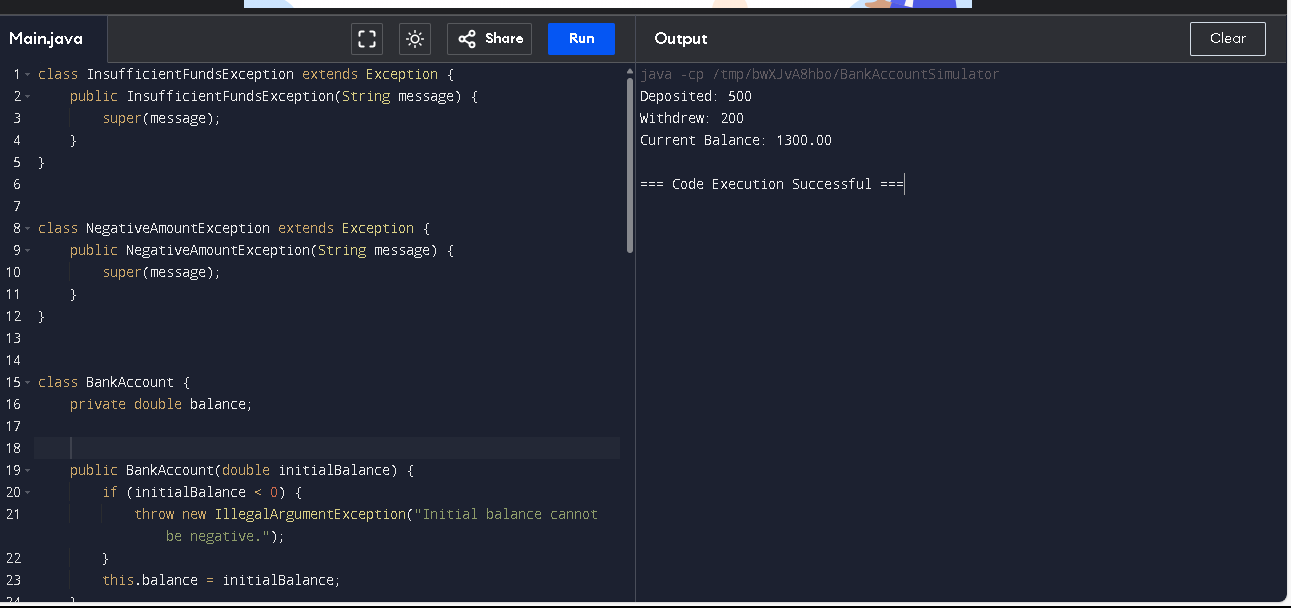 Main.java
Share
Run
Output
Clear
1 class InsufficientFundsException extends Exception {
2 public InsufficientFundsException(String message) {
3 super(message);
4 }
5 }
6
7
8 class NegativeAmountException extends Exception {
9 public NegativeAmountException(String message) {
10 super(message);
11 }
12 }
13
14
15 class BankAccount {
16 private double balance;
17
18
19 public BankAccount(double initialBalance) {
20 if (initialBalance < 0) {
21 throw new IllegalArgumentException("Initial balance cannot
be negative.");
22 }
23 this.balance = initialBalance;
24 }
java -cp /tmp/bwXJvA8hbo/BankAccountSimulator
Deposited: 500
Withdrew: 200
Current Balance: 1300.00
=== Code Execution Successful ===